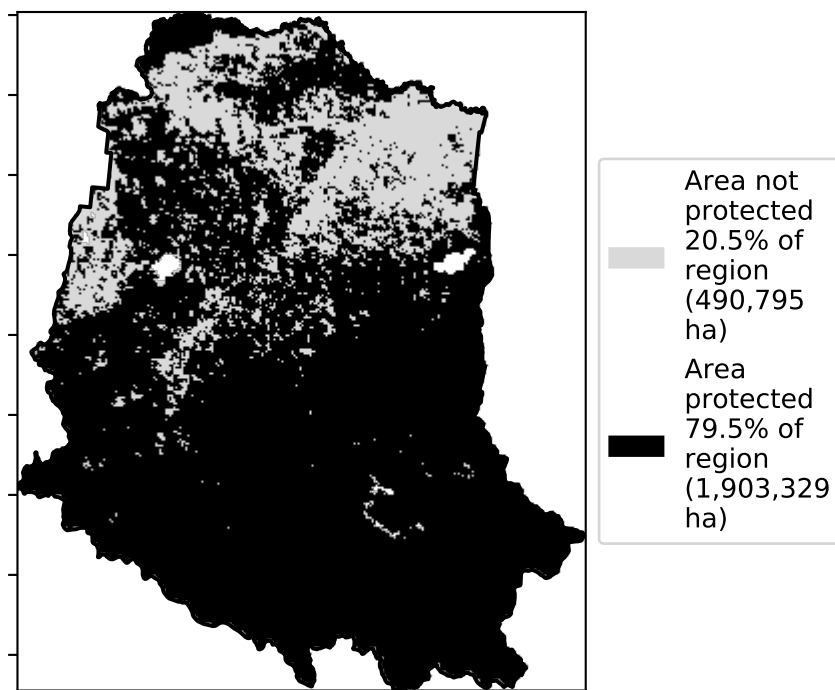 Area not
protected
20.5% of
region
(490,795
ha)
Area
protected
79.5% of
region
(1,903,329
ha)